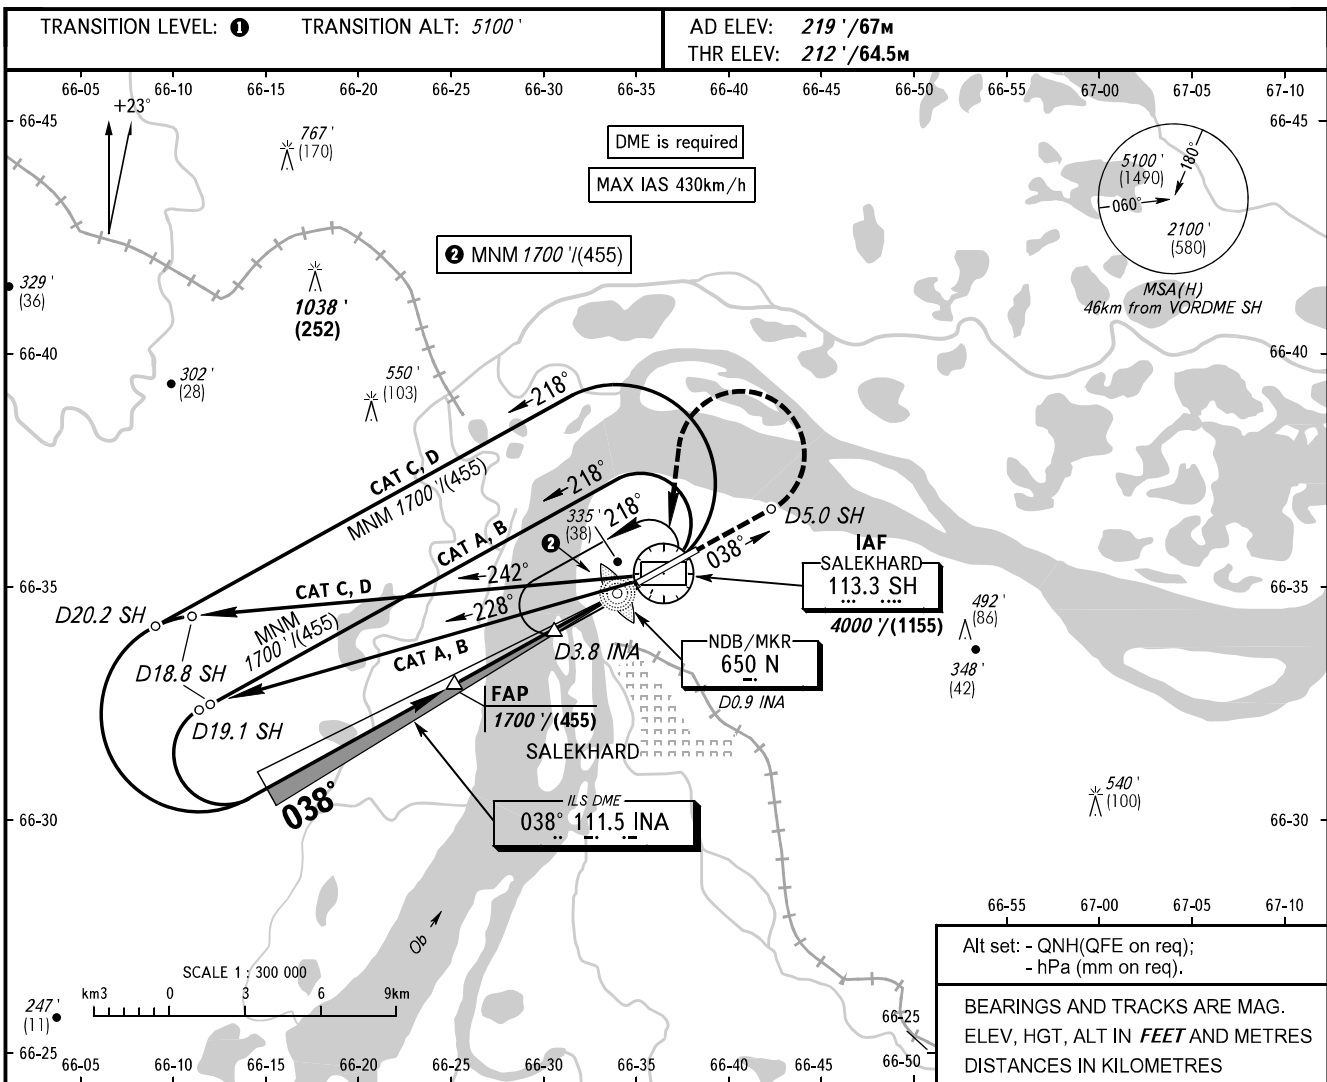 TRANSITION LEVEL: ❶ TRANSITION ALT: 5100 '
AD ELEV: 219 '/67M
THR ELEV: 212 '/64.5M
66-05 66-10 66-15 66-20 66-25 66-30 66-35 66-40 66-45 66-50 66-55 67-00 67-05 67-10
+23°
66-45
66-45
767 '
(170)
DME is required
MAX IAS 430km/h
5100 '
(1490)
180°
060°
2100 '
(580)
MSA(H)
46km from VORDME SH
❷ MNM 1700 '/(455)
329 '
(36)
1038 '
(252)
66-40
66-40
302 '
(28)
550 '
(103)
218°
CAT C, D
MNM 1700 '/(455)
218°
CAT A, B
335 '
(38)
218°
❷
D5.0 SH
038°
IAF
SALEKHARD
113.3 SH
4000 '/(1155)
66-35
66-35
242°
CAT C, D
D20.2 SH
228°
MNM
1700 '/(455)
CAT A, B
492 '
(86)
348 '
(42)
D18.8 SH
D3.8 INA
NDB/MKR
650 N
D0.9 INA
D19.1 SH
FAP
1700 '/(455)
SALEKHARD
038°
ILS DME
038° 111.5 INA
540 '
(100)
66-30
66-30
66-55 67-00 67-05 67-10
Ob
SCALE 1 : 300 000
km3 0 3 6 9km
247 '
(11)
66-25
66-25
66-05 66-10 66-15 66-20 66-25 66-30 66-35 66-40 66-45 66-50
Alt set: - QNH(QFE on req);
- hPa (mm on req).
BEARINGS AND TRACKS ARE MAG.
ELEV, HGT, ALT IN FEET AND METRES
DISTANCES IN KILOMETRES